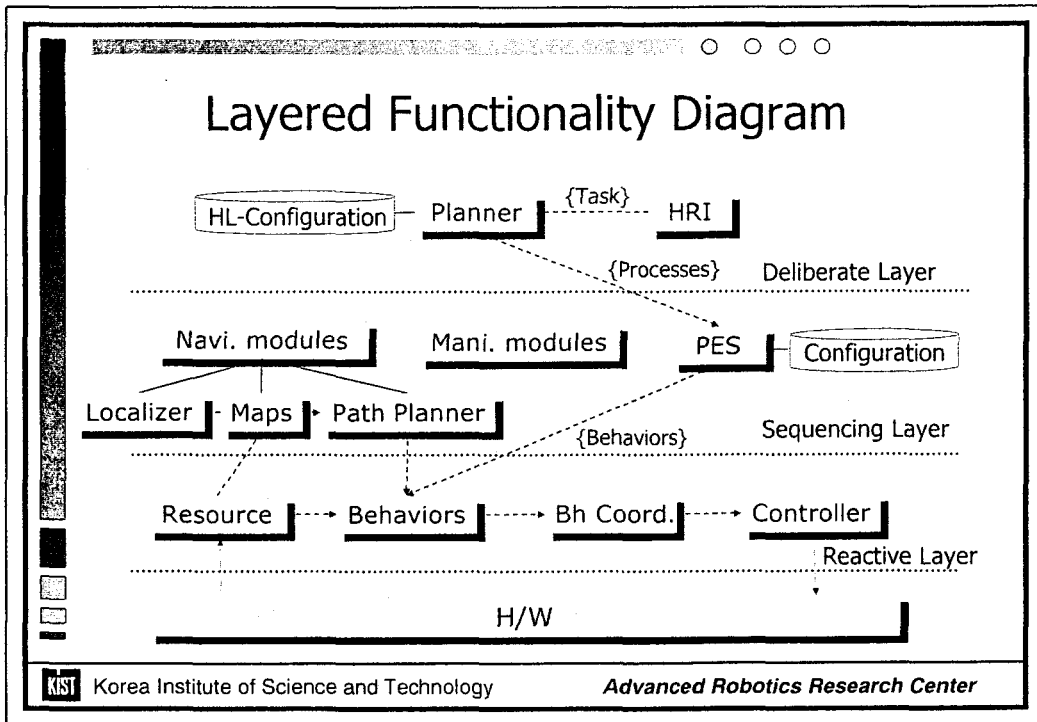 Layered Functionality Diagram
HL-Configuration
Planner
{Task}
HRI
{Processes}
Deliberate Layer
Navi. modules
Mani. modules
PES
Configuration
Localizer
Maps
Path Planner
{Behaviors}
Sequencing Layer
Resource
Behaviors
Bh Coord.
Controller
Reactive Layer
H/W
KIST Korea Institute of Science and Technology
Advanced Robotics Research Center